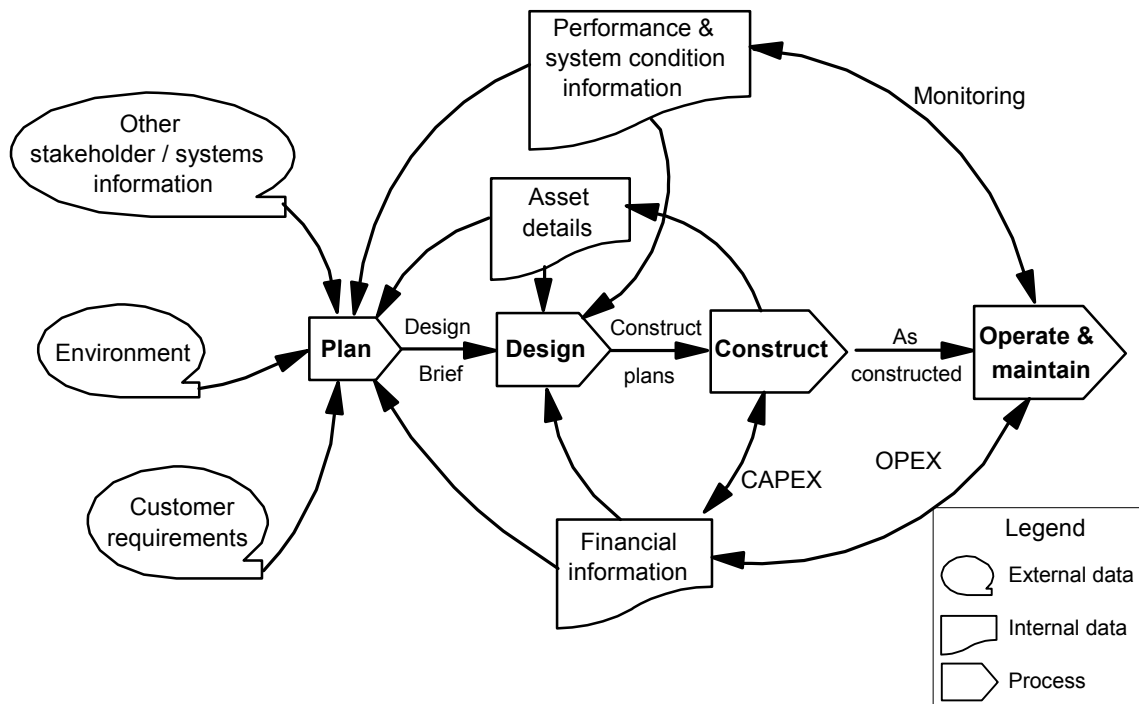 Performance &
system condition
information
Monitoring
Other
stakeholder / systems
information
Asset
details
Environment
Plan
Design
Brief
Design
Construct
plans
Construct
As
constructed
Operate &
maintain
Customer
requirements
CAPEX
OPEX
Financial
information
Legend
External data
Internal data
Process